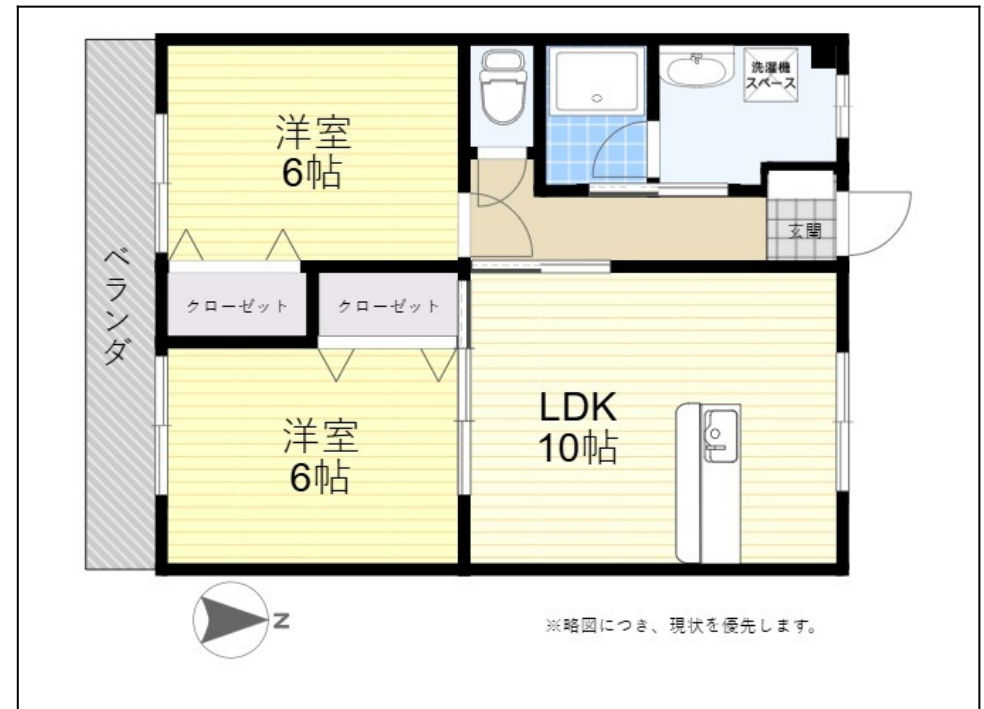 洋室
6帖
洗濯機
スペース
玄関
ベランダ
クローゼット
クローゼット
洋室
6帖
LDK
10帖
N
※略図につき、現状を優先します。